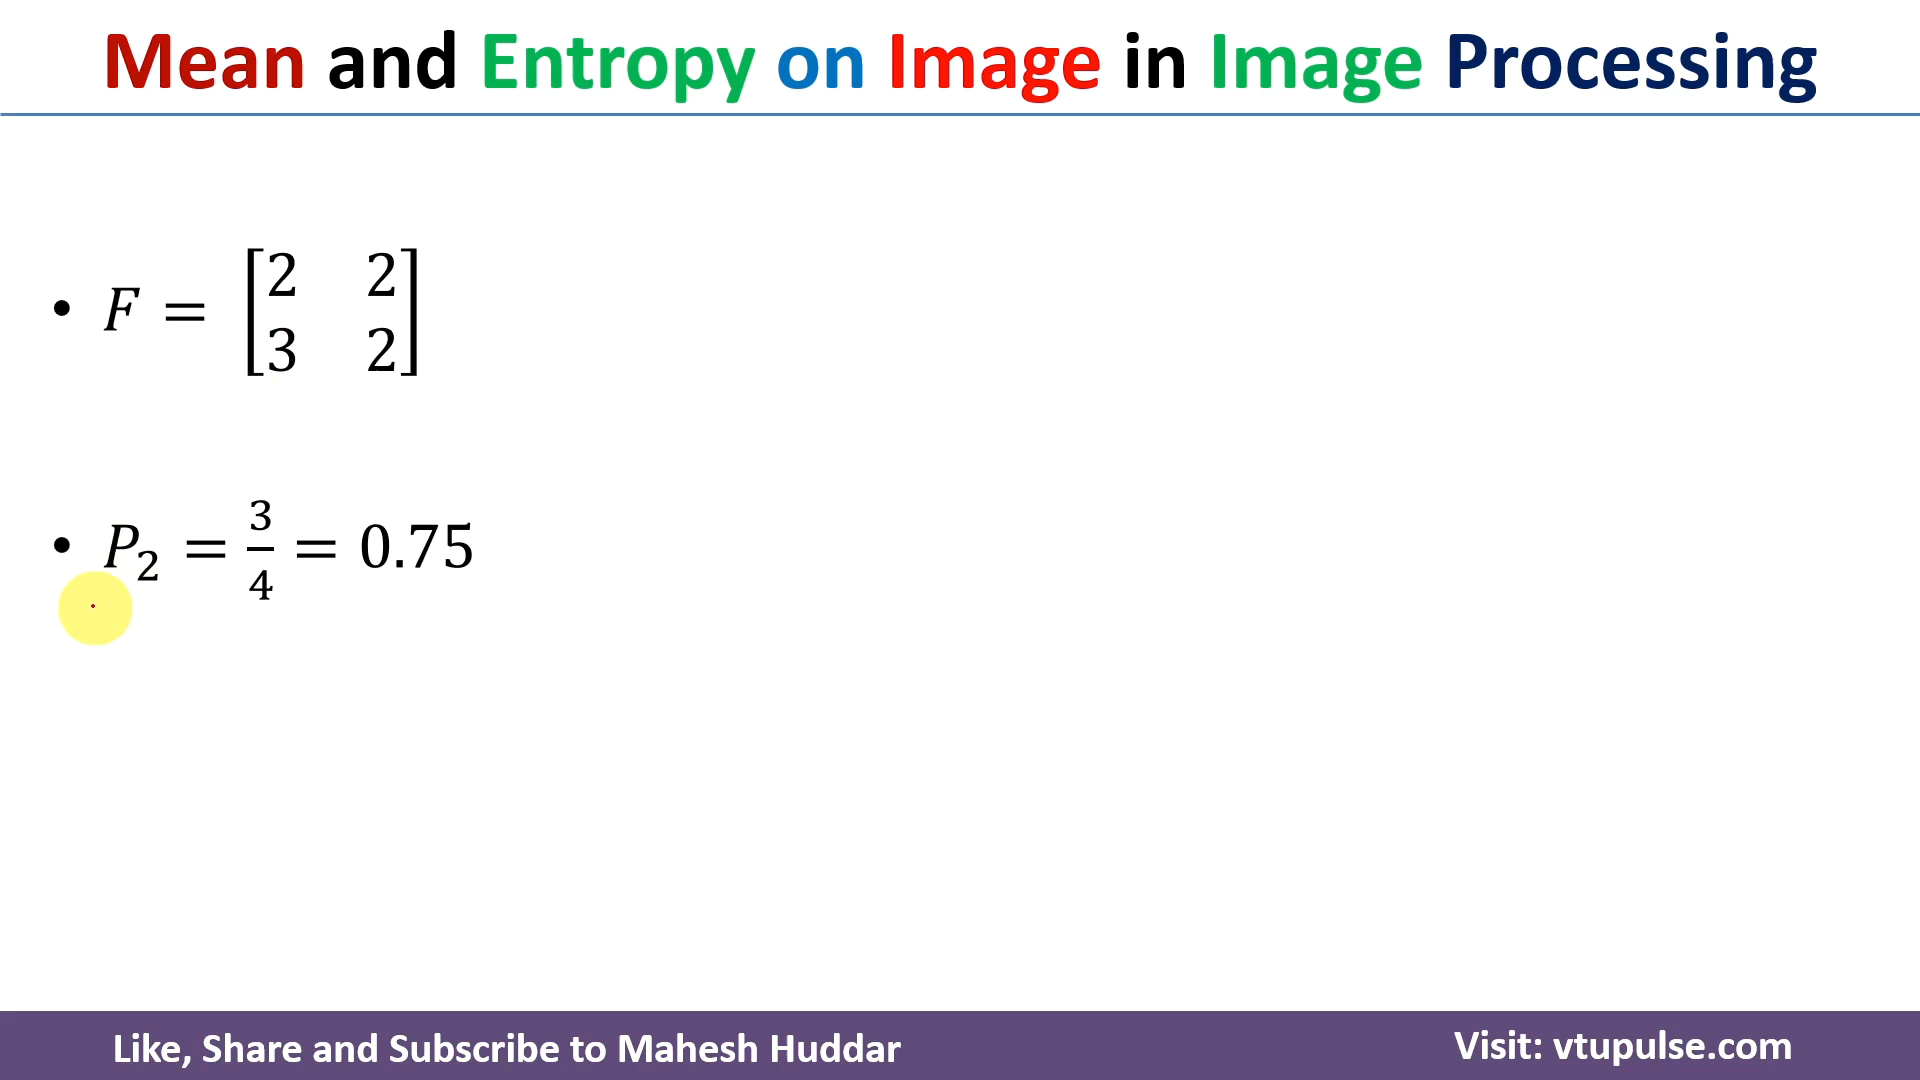 Mean and Entropy on Image in Image Processing
• F = [2 2
3 2]
• P₂ = 3/4 = 0.75
Like, Share and Subscribe to Mahesh Huddar
Visit: vtupulse.com